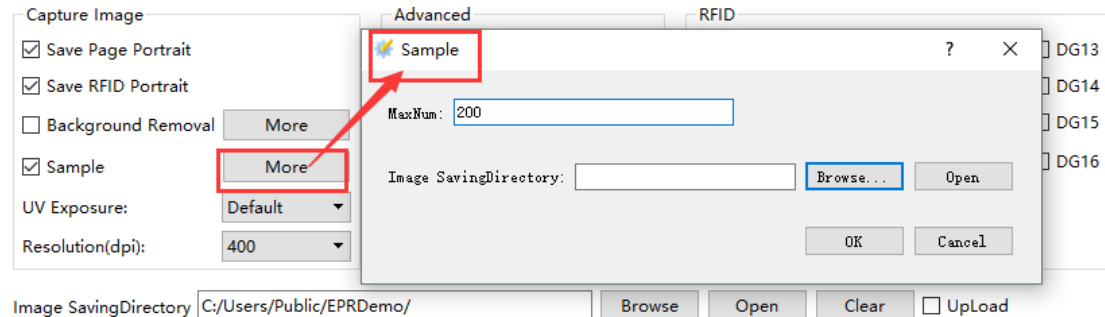 Capture Image
Advanced
RFID
Save Page Portrait
Sample
?
DG13
Save RFID Portrait
DG14
MaxNum: 200
Background Removal More
DG15
Sample More
DG16
Image SavingDirectory: Browse... Open
UV Exposure: Default
Resolution(dpi): 400
OK Cancel
Image SavingDirectory C:/Users/Public/EPRDemo/ Browse Open Clear UpLoad